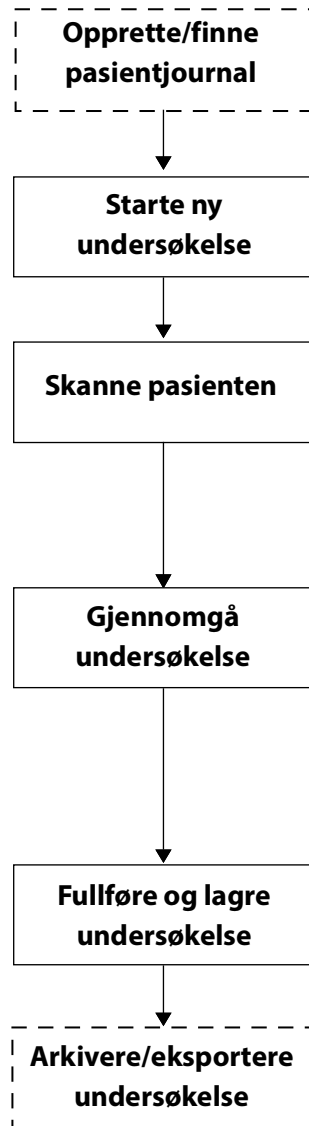 Opprette/finne
pasientjournal
Starte ny
undersøkelse
Skanne pasienten
Gjennomgå
undersøkelse
Fullføre og lagre
undersøkelse
Arkivere/eksportere
undersøkelse